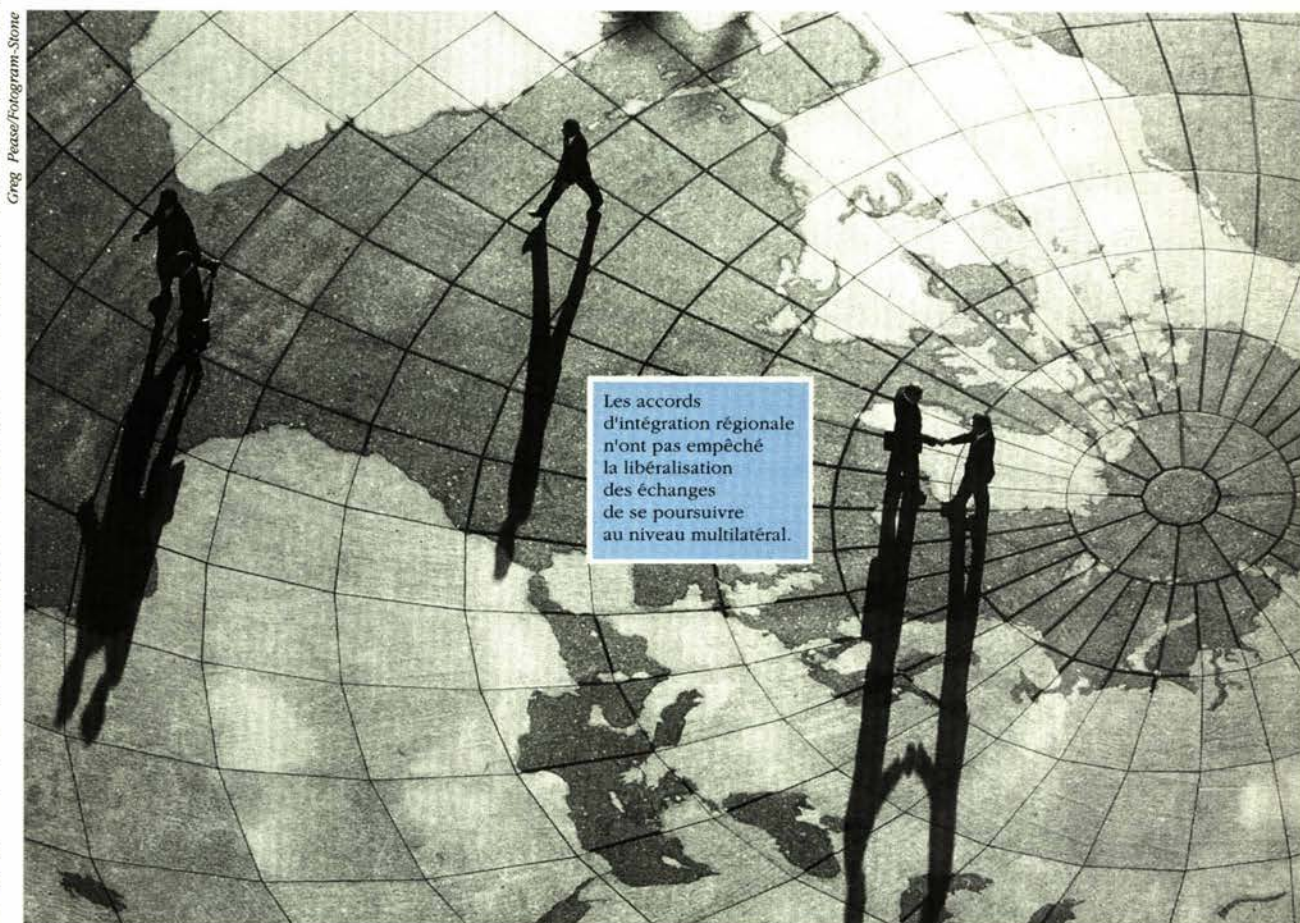 Greg Pease/Fotogram-Stone
Les accords
d'intégration régionale
n'ont pas empêché
la libéralisation
des échanges
de se poursuivre
au niveau multilatéral.